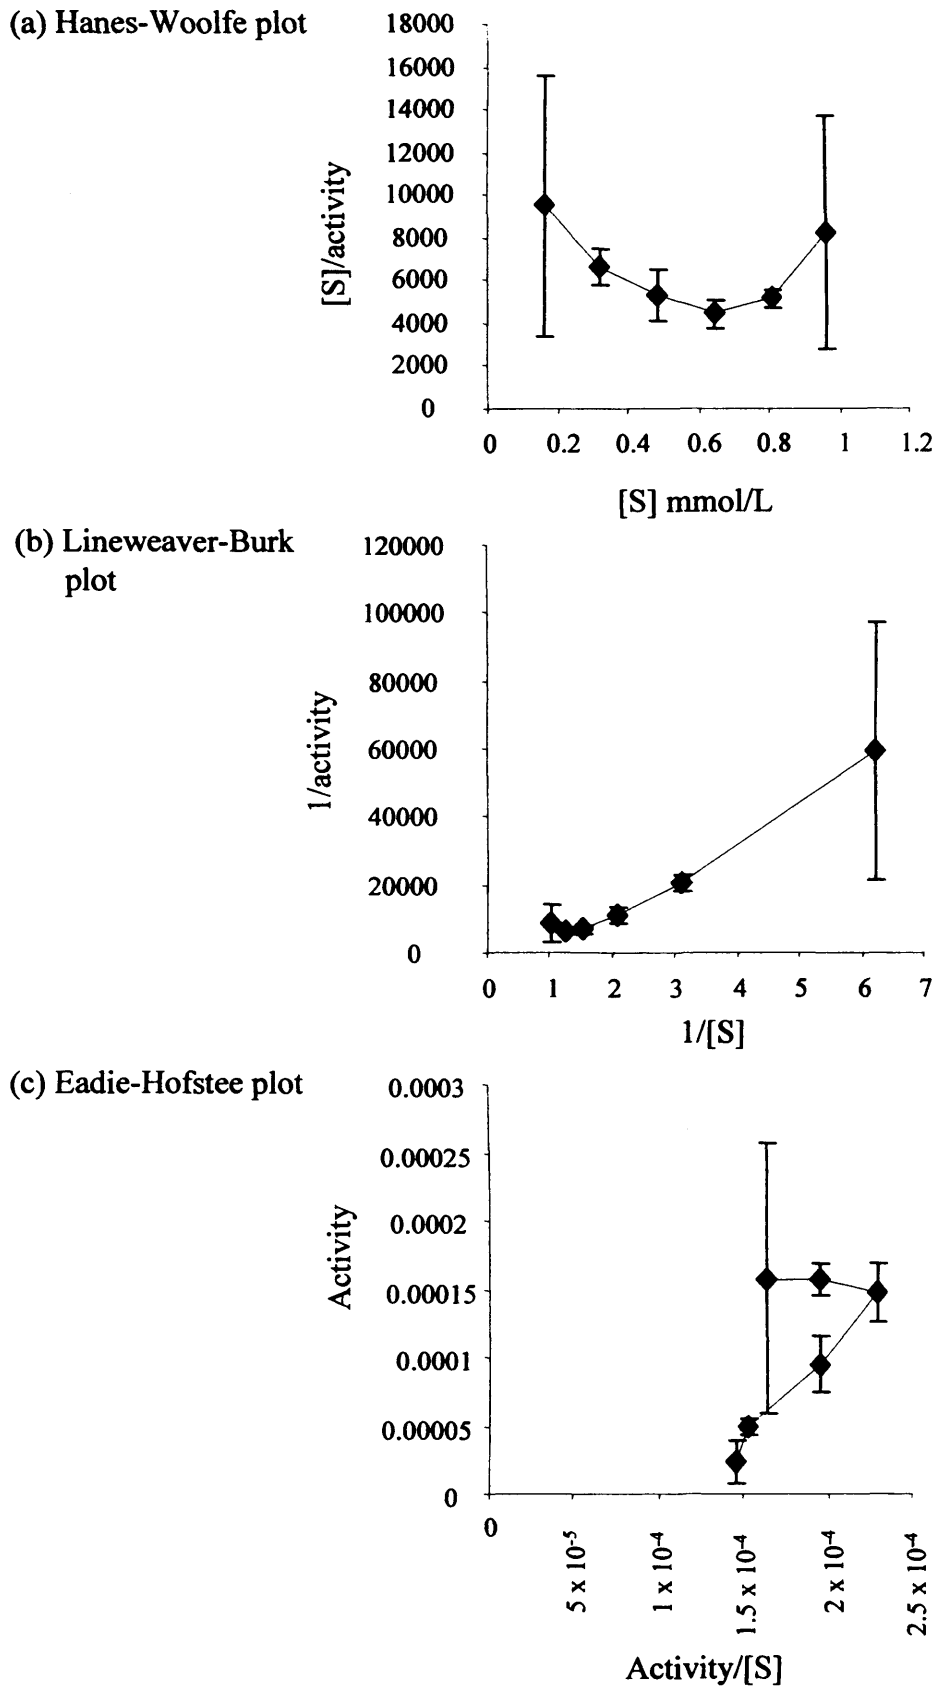 (a) Hanes-Woolfe plot
18000
16000
14000
12000
10000
8000
6000
4000
2000
0
[S]/activity
0 0.2 0.4 0.6 0.8 1 1.2
[S] mmol/L
(b) Lineweaver-Burk
plot
120000
100000
80000
60000
40000
20000
0
1/activity
0 1 2 3 4 5 6 7
1/[S]
(c) Eadie-Hofstee plot
0.0003
0.00025
0.0002
0.00015
0.0001
0.00005
0
Activity
0
5 x 10⁻⁵
1 x 10⁻⁴
1.5 x 10⁻⁴
2 x 10⁻⁴
2.5 x 10⁻⁴
Activity/[S]